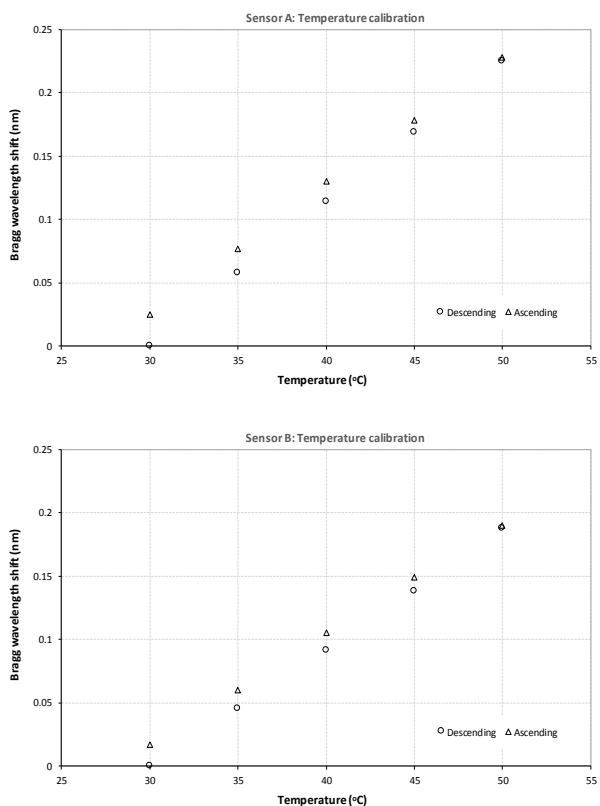 Sensor A: Temperature calibration
0.25
0.2
0.15
0.1
0.05
0
Bragg wavelength shift (nm)
Descending Ascending
25 30 35 40 45 50 55
Temperature (°C)
Sensor B: Temperature calibration
0.25
0.2
0.15
0.1
0.05
0
Bragg wavelength shift (nm)
Descending Ascending
25 30 35 40 45 50 55
Temperature (°C)